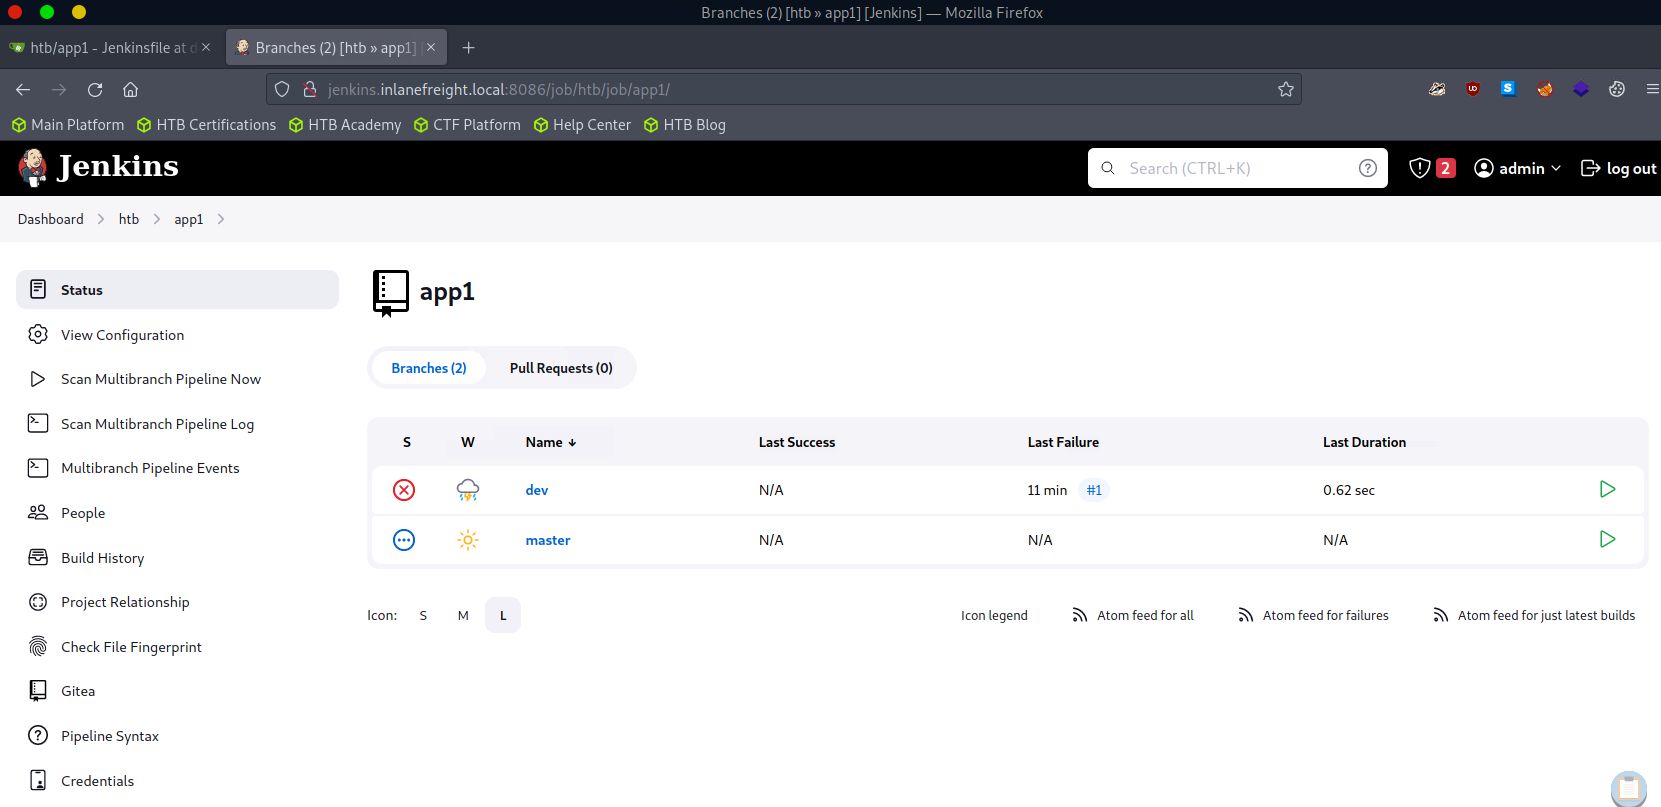 Branches (2) [htb » app1] [Jenkins] — Mozilla Firefox
htb/app1 - Jenkinsfile at d
Branches (2) [htb » app1]
jenkins.inlanefreight.local:8086/job/htb/job/app1/
Main Platform HTB Certifications HTB Academy CTF Platform Help Center HTB Blog
Jenkins
Search (CTRL+K) ? 2 admin log out
Dashboard htb app1
Status
View Configuration
Scan Multibranch Pipeline Now
Scan Multibranch Pipeline Log
Multibranch Pipeline Events
People
Build History
Project Relationship
Check File Fingerprint
Gitea
Pipeline Syntax
Credentials
app1
Branches (2) Pull Requests (0)
S W Name ↓ Last Success Last Failure Last Duration
dev N/A 11 min #1 0.62 sec
master N/A N/A N/A
Icon: S M L Icon legend Atom feed for all Atom feed for failures Atom feed for just latest builds